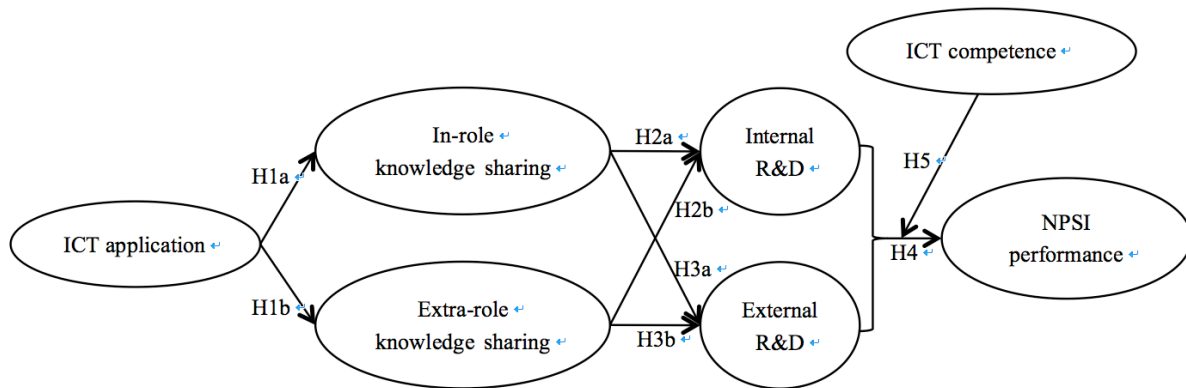 ICT competence
In-role
knowledge sharing
H2a
Internal
R&D
H5
H1a
H2b
ICT application
NPSI
performance
H4
H3a
H1b
Extra-role
knowledge sharing
H3b
External
R&D